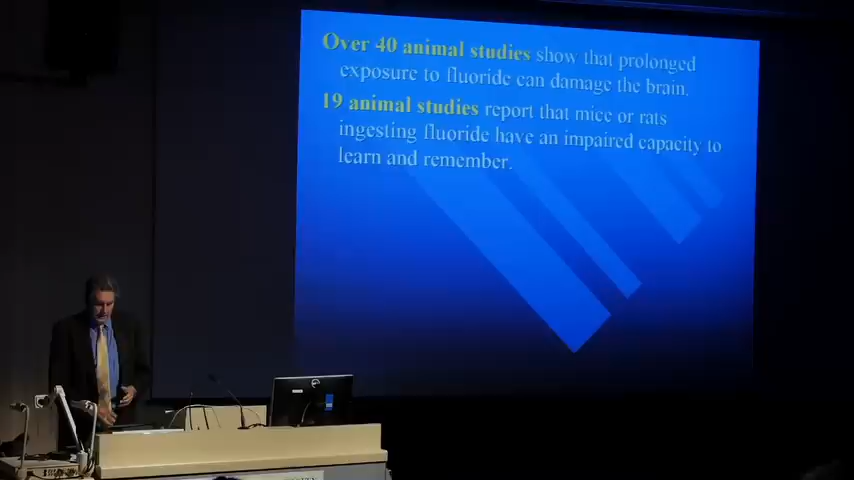 Over 40 animal studies show that prolonged
exposure to fluoride can damage the brain.
19 animal studies report that mice or rats
ingesting fluoride have an impaired capacity to
learn and remember.